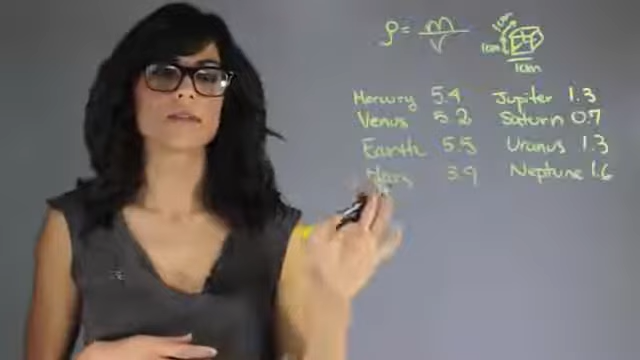 ρ = m/v
1cm
1cm
1cm
Mercury 5.4 Jupiter 1.3
Venus 5.2 Saturn 0.7
Earth 5.5 Uranus 1.3
Mars 3.9 Neptune 1.6